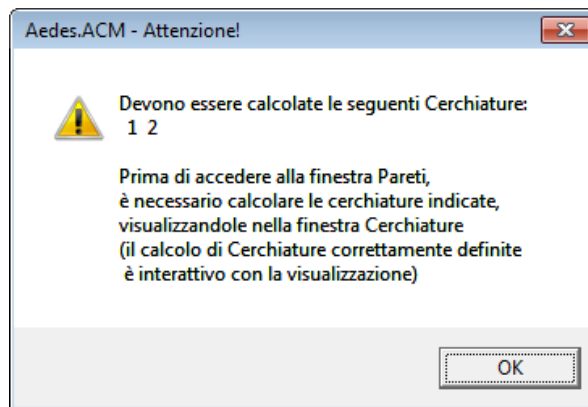 Aedes.ACM - Attenzione!
Devono essere calcolate le seguenti Cerchiature:
1 2
Prima di accedere alla finestra Pareti,
è necessario calcolare le cerchiature indicate,
visualizzandole nella finestra Cerchiature
(il calcolo di Cerchiature correttamente definite
è interattivo con la visualizzazione)
OK